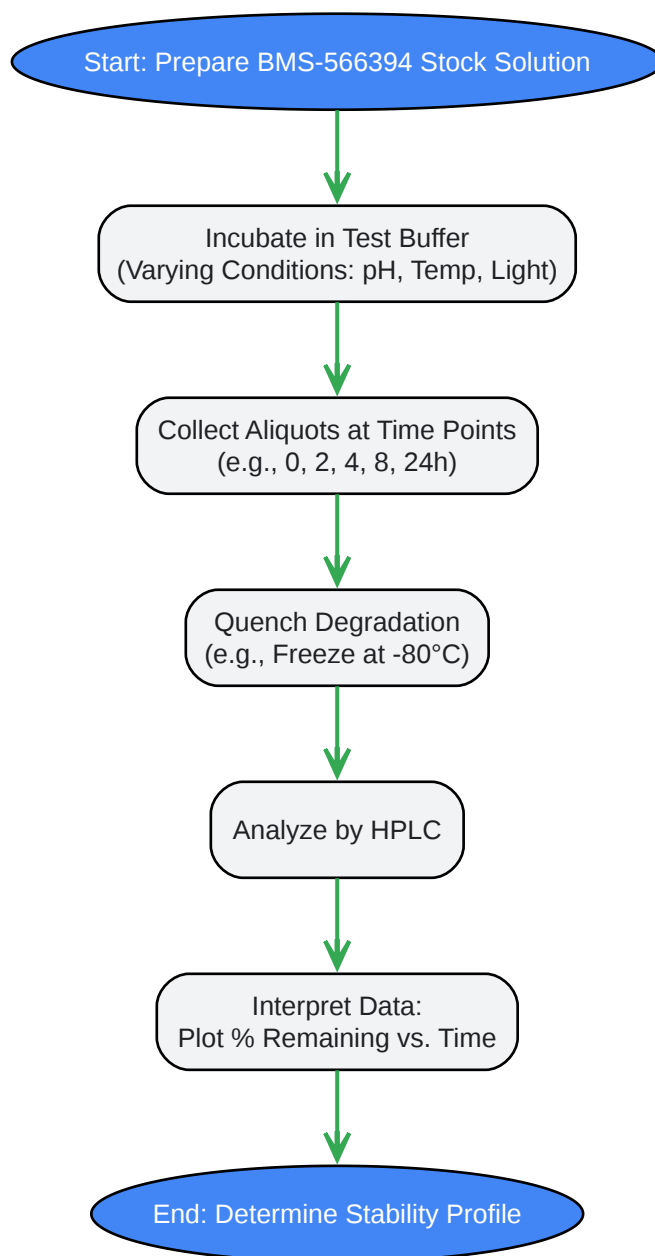 Start: Prepare BMS-566394 Stock Solution
Incubate in Test Buffer
(Varying Conditions: pH, Temp, Light)
Collect Aliquots at Time Points
(e.g., 0, 2, 4, 8, 24h)
Quench Degradation
(e.g., Freeze at -80°C)
Analyze by HPLC
Interpret Data:
Plot % Remaining vs. Time
End: Determine Stability Profile